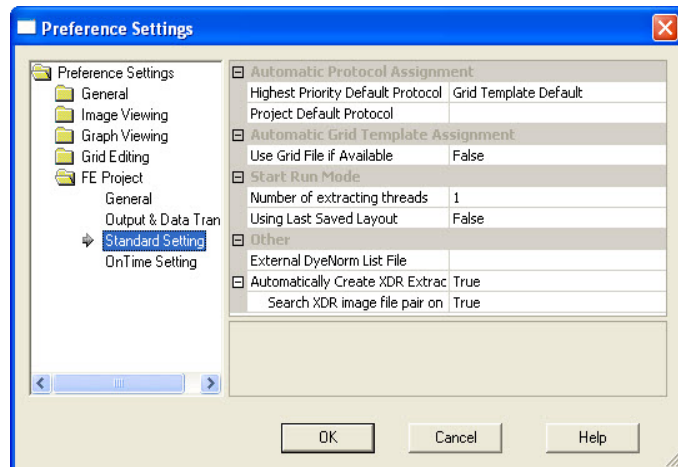 Preference Settings
Preference Settings
General
Image Viewing
Graph Viewing
Grid Editing
FE Project
General
Output & Data Tran
Standard Setting
OnTime Setting
Automatic Protocol Assignment
Highest Priority Default Protocol Grid Template Default
Project Default Protocol
Automatic Grid Template Assignment
Use Grid File if Available False
Start Run Mode
Number of extracting threads 1
Using Last Saved Layout False
Other
External DyeNorm List File
Automatically Create XDR Extrac True
Search XDR image file pair on True
OK Cancel Help